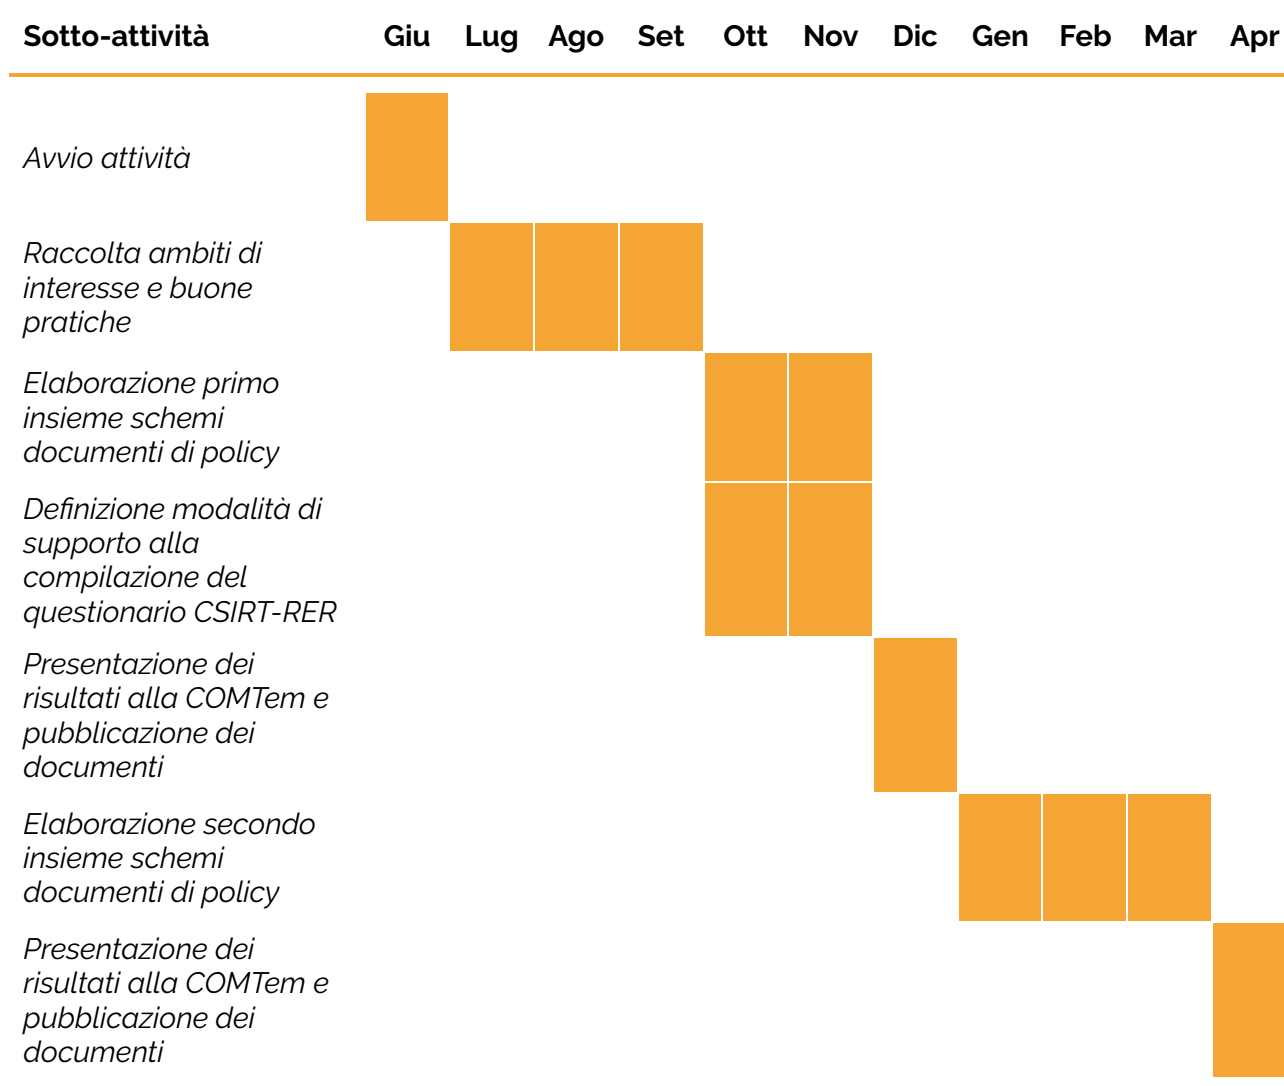 Sotto-attività Giu Lug Ago Set Ott Nov Dic Gen Feb Mar Apr
Avvio attività
Raccolta ambiti di
interesse e buone
pratiche
Elaborazione primo
insieme schemi
documenti di policy
Definizione modalità di
supporto alla
compilazione del
questionario CSIRT-RER
Presentazione dei
risultati alla COMTem e
pubblicazione dei
documenti
Elaborazione secondo
insieme schemi
documenti di policy
Presentazione dei
risultati alla COMTem e
pubblicazione dei
documenti